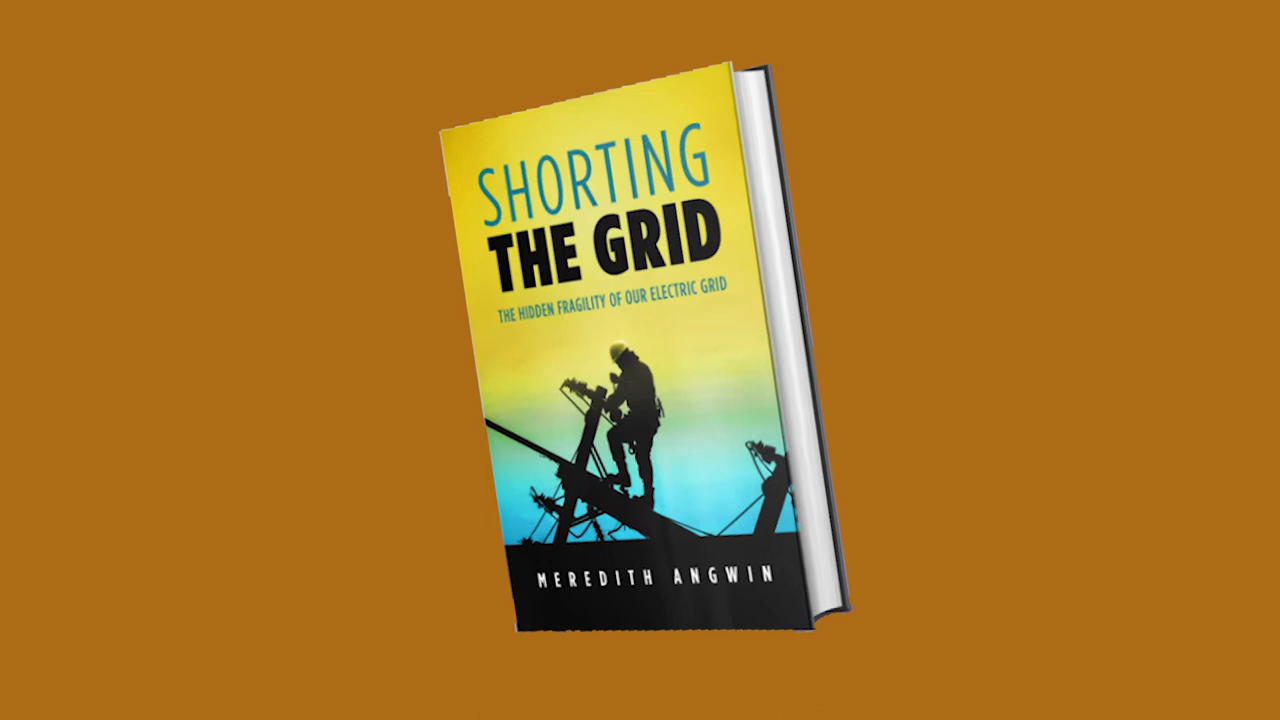 SHORTING
THE GRID
THE HIDDEN FRAGILITY OF OUR ELECTRIC GRID
MEREDITH ANGWIN